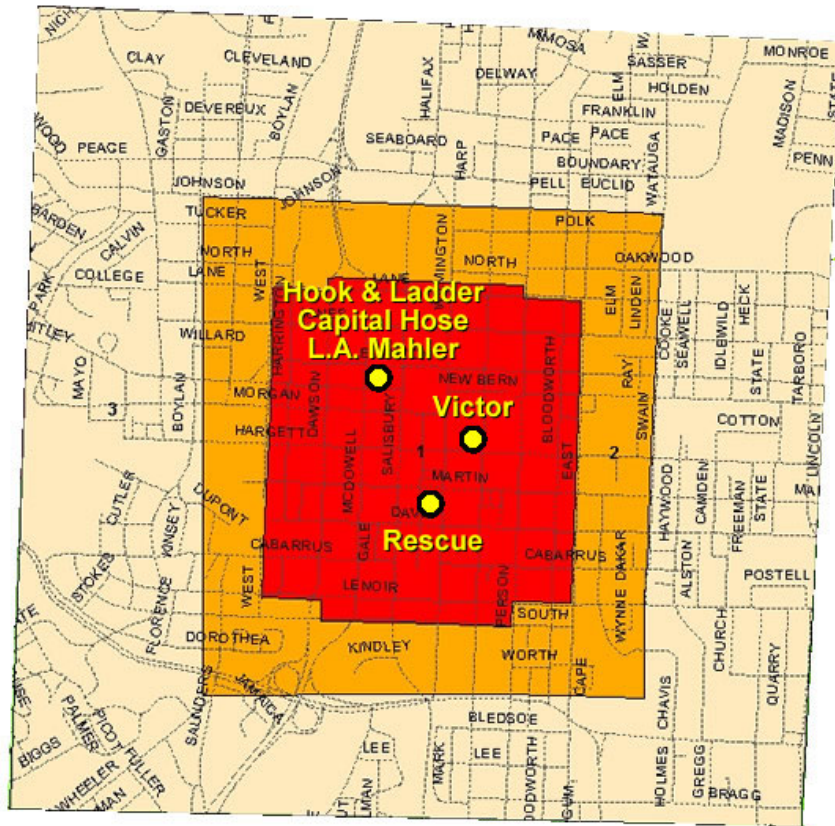 CLAY
CLEVELAND
MIMOSA
SASSER
MONROE
DELWAY
ELM
HOLDEN
GASTON
DEVEREUX
BOYLAN
HALIFAX
FRANKLIN
MADISON
PEACE
SEABOARD
HARP
PACE
PACE
BOUNDARY
PELL
EUCLID
WATAUGA
JOHNSON
JOHNSON
TUCKER
POLK
CALVIN
NORTH
NORTH
OAKWOOD
PARK
COLLEGE
LANE
WEST
LANE
ELM
LINDEN
HECK
Hook & Ladder
Capital Hose
L.A. Mahler
WILLARD
HARRINGTON
COOKE
SEAWELL
IDLEWILD
STATE
TARBORO
MAYO
BOYLAN
MORGAN
DAWSON
NEW BERN
BLOODWORTH
RAY
3
HARGETT
SALISBURY
Victor
SWAIN
COTTON
LINCOLN
1
EAST
2
MCDOWELL
MARTIN
CUTLER
KINSEY
DUPONT
HAYWOOD
CAMDEN
FREEMAN
STATE
Rescue
STOKES
CABARRUS
GALE
CABARRUS
WYNNE
DAKAR
ALSTON
POSTELL
FLORENCE
WEST
LENOIR
PERSON
SOUTH
DOROTHEA
KINDLEY
WORTH
CHURCH
QUARRY
SAUNDERS
JAMAICA
CAPE
CHAVIS
BLEDSOE
PALMER
PICOT
FULLER
LEE
MARK
LEE
BIGGS
WHEELER
HOLMES
GREGG
BRAGG